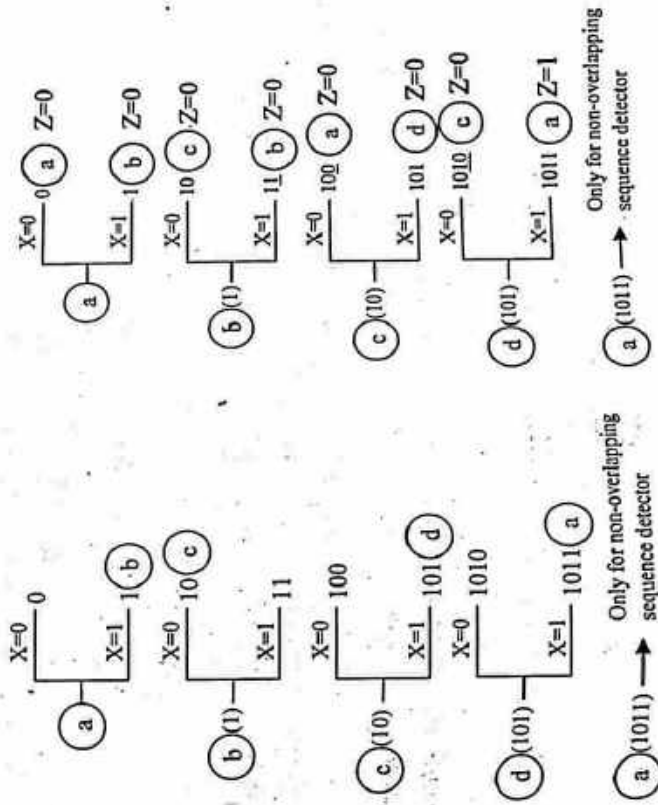 X=0
0
a
X=1
1
b
X=0
10
c
b
(1)
X=1
11
X=0
100
c
(10)
X=1
101
d
X=0
1010
d
(101)
X=1
1011
a
a
(1011)
Only for non-overlapping
sequence detector
X=0
0
a
Z=0
a
X=1
1
b
Z=0
X=0
10
c
Z=0
b
(1)
X=1
11
b
Z=0
X=0
100
a
Z=0
c
(10)
X=1
101
d
Z=0
X=0
1010
c
Z=0
d
(101)
X=1
1011
a
Z=1
a
(1011)
Only for non-overlapping
sequence detector